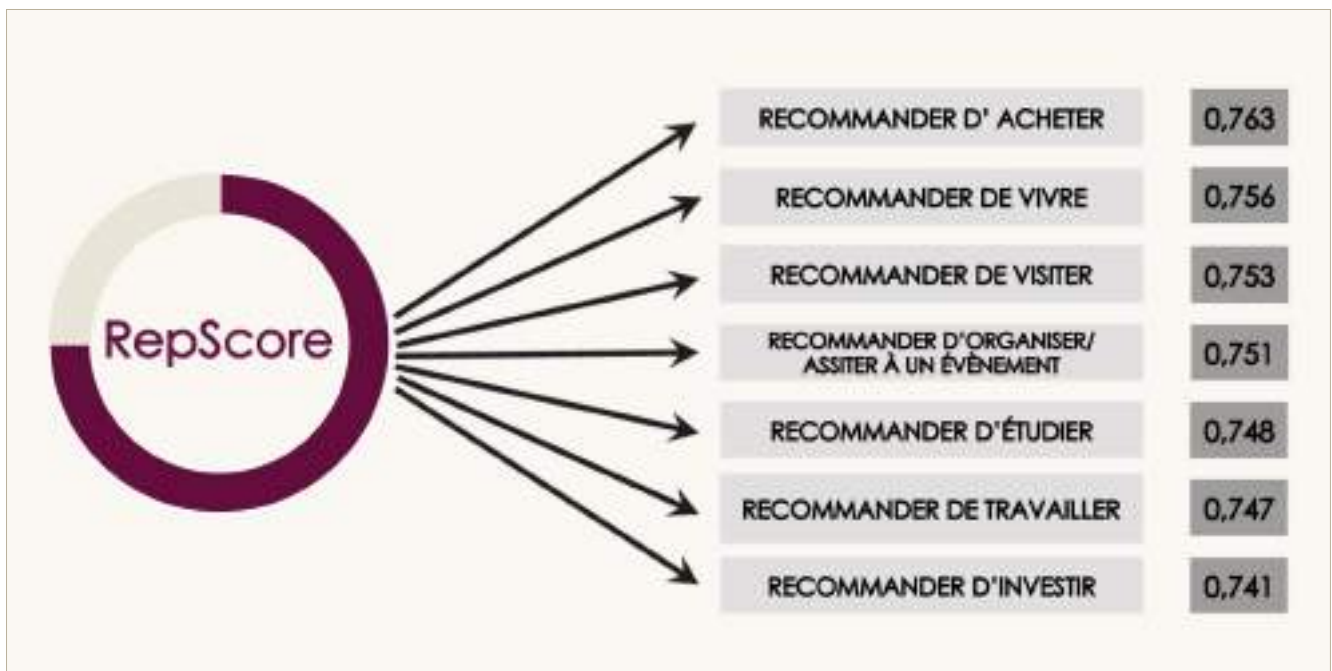 RepScore
RECOMMANDER D' ACHETER 0,763
RECOMMANDER DE VIVRE 0,756
RECOMMANDER DE VISITER 0,753
RECOMMANDER D'ORGANISER/
ASSITER À UN ÉVÈNEMENT 0,751
RECOMMANDER D'ÉTUDIER 0,748
RECOMMANDER DE TRAVAILLER 0,747
RECOMMANDER D'INVESTIR 0,741